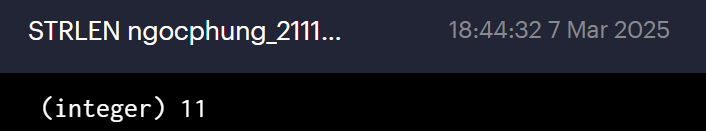 STRLEN ngocphung_2111... 18:44:32 7 Mar 2025
(integer) 11